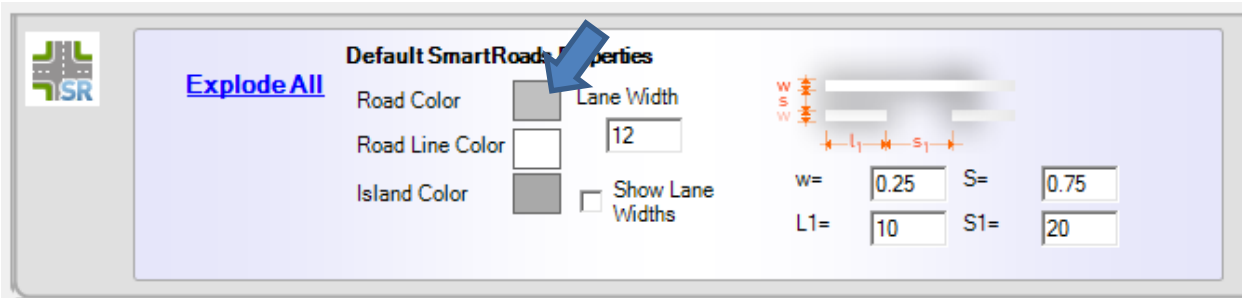 SR
Explode All
Default SmartRoads Properties
Road Color
Lane Width
12
Road Line Color
Island Color
Show Lane
Widths
w
s
w
l1
s1
w=
0.25
S=
0.75
L1=
10
S1=
20